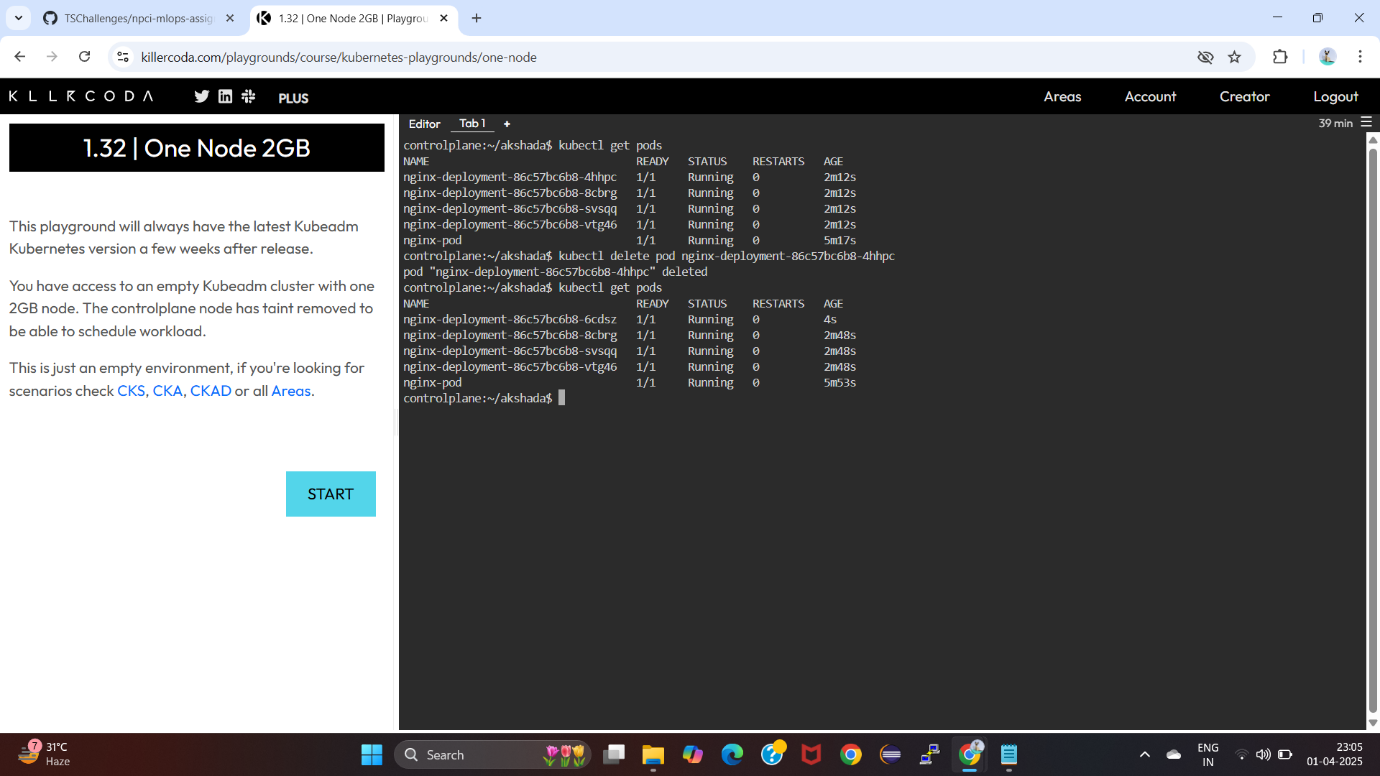 TSChallenges/npci-mlops-assig
1.32 | One Node 2GB | Playgrou
killercoda.com/playgrounds/course/kubernetes-playgrounds/one-node
KLLRCODA
PLUS
Areas
Account
Creator
Logout
1.32 | One Node 2GB
This playground will always have the latest Kubeadm
Kubernetes version a few weeks after release.
You have access to an empty Kubeadm cluster with one
2GB node. The controlplane node has taint removed to
be able to schedule workload.
This is just an empty environment, if you're looking for
scenarios check CKS, CKA, CKAD or all Areas.
START
Editor Tab 1 +
39 min
controlplane:~/akshada$ kubectl get pods
NAME READY STATUS RESTARTS AGE
nginx-deployment-86c57bc6b8-4hhpc 1/1 Running 0 2m12s
nginx-deployment-86c57bc6b8-8cbrg 1/1 Running 0 2m12s
nginx-deployment-86c57bc6b8-svsqq 1/1 Running 0 2m12s
nginx-deployment-86c57bc6b8-vtg46 1/1 Running 0 2m12s
nginx-pod 1/1 Running 0 5m17s
controlplane:~/akshada$ kubectl delete pod nginx-deployment-86c57bc6b8-4hhpc
pod "nginx-deployment-86c57bc6b8-4hhpc" deleted
controlplane:~/akshada$ kubectl get pods
NAME READY STATUS RESTARTS AGE
nginx-deployment-86c57bc6b8-6cdsz 1/1 Running 0 4s
nginx-deployment-86c57bc6b8-8cbrg 1/1 Running 0 2m48s
nginx-deployment-86c57bc6b8-svsqq 1/1 Running 0 2m48s
nginx-deployment-86c57bc6b8-vtg46 1/1 Running 0 2m48s
nginx-pod 1/1 Running 0 5m53s
controlplane:~/akshada$
7
31°C
Haze
Search
ENG
IN
23:05
01-04-2025